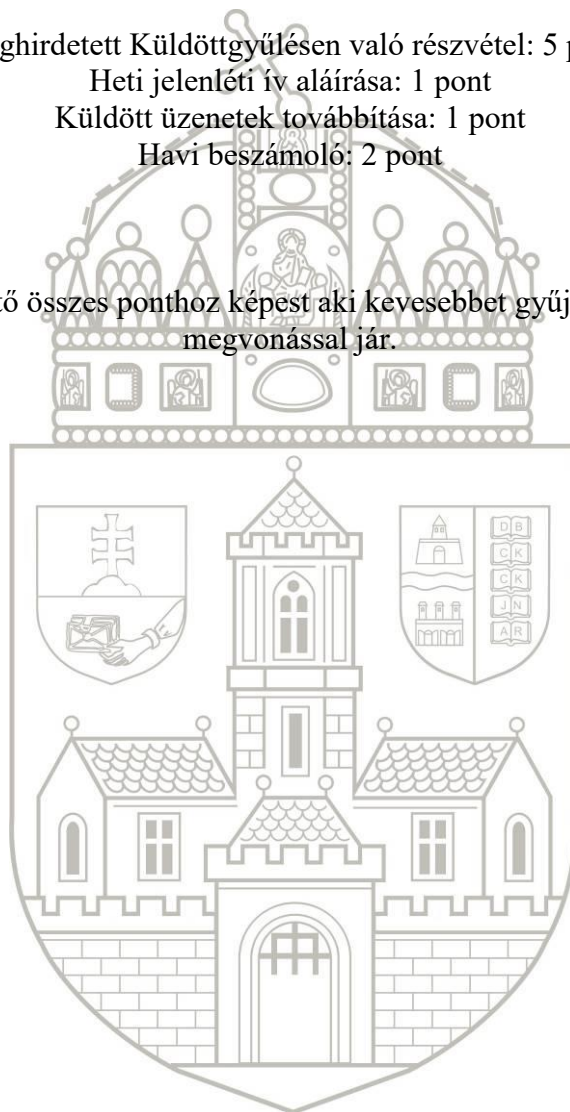 ghirdetett Küldöttgyűlésen való részvétel: 5 p
Heti jelenléti ív aláírása: 1 pont
Küldött üzenetek továbbítása: 1 pont
Havi beszámoló: 2 pont
tő összes ponthoz képest aki kevesebbet gyűj
megvonással jár.
D B
C K
C K
J N
A R